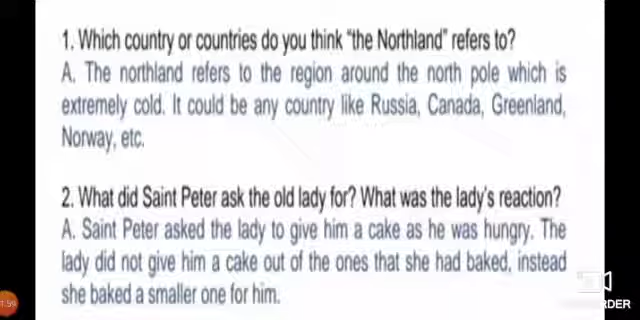 1. Which country or countries do you think "the Northland" refers to?
A. The northland refers to the region around the north pole which is
extremely cold. It could be any country like Russia, Canada, Greenland,
Norway, etc.
2. What did Saint Peter ask the old lady for? What was the lady's reaction?
A. Saint Peter asked the lady to give him a cake as he was hungry. The
lady did not give him a cake out of the ones that she had baked, instead
she baked a smaller one for him.
RDER